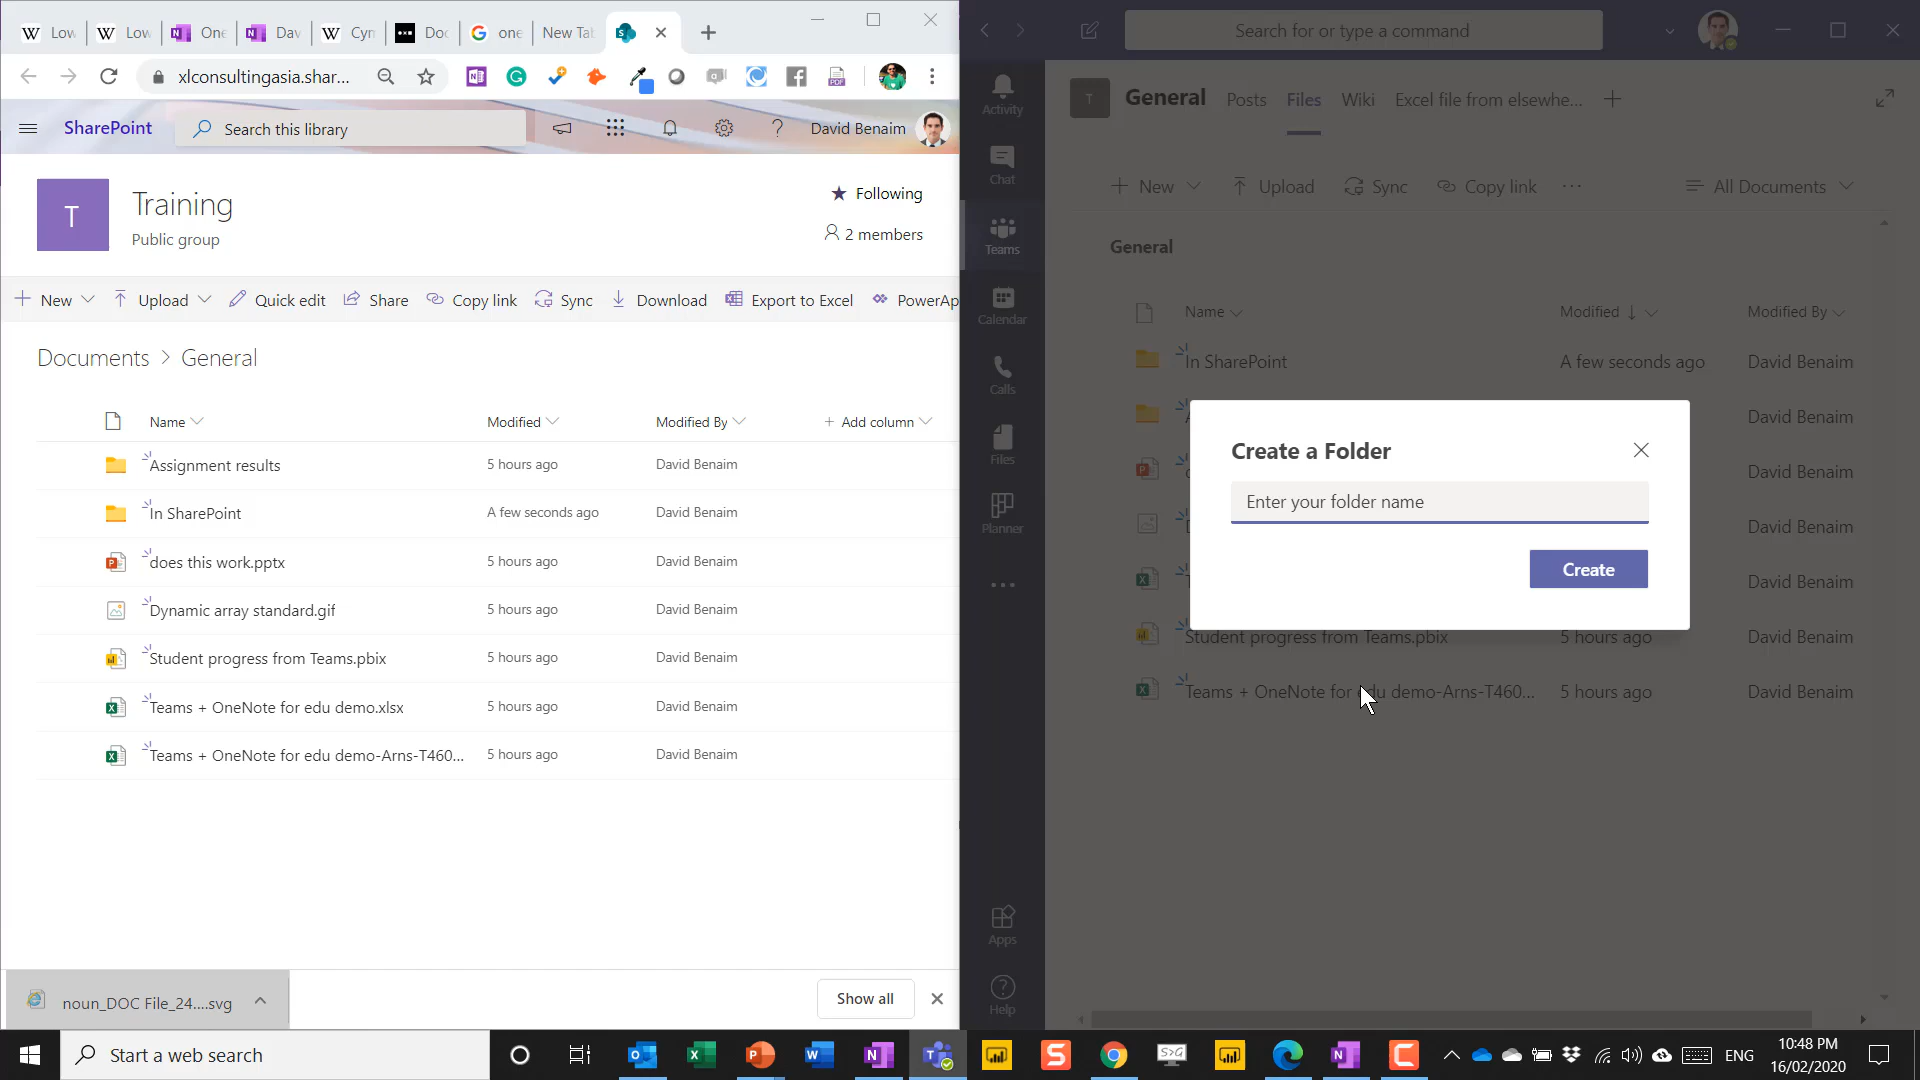 Low
Low
One
Dav
Cyn
Doc
one
New Tab
xlconsultingasia.shar...
SharePoint
Search this library
David Benaim
T
Training
Public group
Following
2 members
New
Upload
Quick edit
Share
Copy link
Sync
Download
Export to Excel
PowerAp
Documents > General
Name
Modified
Modified By
+ Add column
Assignment results
5 hours ago
David Benaim
In SharePoint
A few seconds ago
David Benaim
does this work.pptx
5 hours ago
David Benaim
Dynamic array standard.gif
5 hours ago
David Benaim
Student progress from Teams.pbix
5 hours ago
David Benaim
Teams + OneNote for edu demo.xlsx
5 hours ago
David Benaim
Teams + OneNote for edu demo-Arns-T460...
5 hours ago
David Benaim
noun_DOC File_24....svg
Show all
Search for or type a command
Activity
Chat
Teams
Calendar
Calls
Files
Planner
Apps
Help
T
General
Posts
Files
Wiki
Excel file from elsewhe...
New
Upload
Sync
Copy link
All Documents
General
Name
Modified
Modified By
In SharePoint
A few seconds ago
David Benaim
David Benaim
David Benaim
David Benaim
David Benaim
Student progress from Teams.pbix
5 hours ago
David Benaim
Teams + OneNote for edu demo-Arns-T460...
5 hours ago
David Benaim
Create a Folder
Enter your folder name
Create
Start a web search
ENG
10:48 PM
16/02/2020